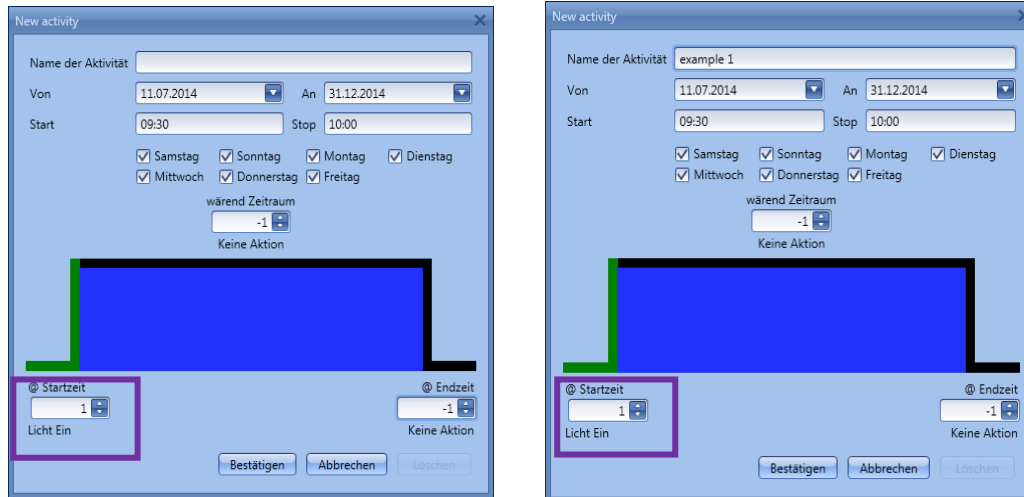 New activity
Name der Aktivität
Von 11.07.2014 An 31.12.2014
Start 09:30 Stop 10:00
Samstag Sonntag Montag Dienstag
Mittwoch Donnerstag Freitag
wärend Zeitraum
-1
Keine Aktion
@ Startzeit @ Endzeit
1 -1
Licht Ein Keine Aktion
Bestätigen Abbrechen Löschen
New activity
Name der Aktivität example 1
Von 11.07.2014 An 31.12.2014
Start 09:30 Stop 10:00
Samstag Sonntag Montag Dienstag
Mittwoch Donnerstag Freitag
wärend Zeitraum
-1
Keine Aktion
@ Startzeit @ Endzeit
1 -1
Licht Ein Keine Aktion
Bestätigen Abbrechen Löschen